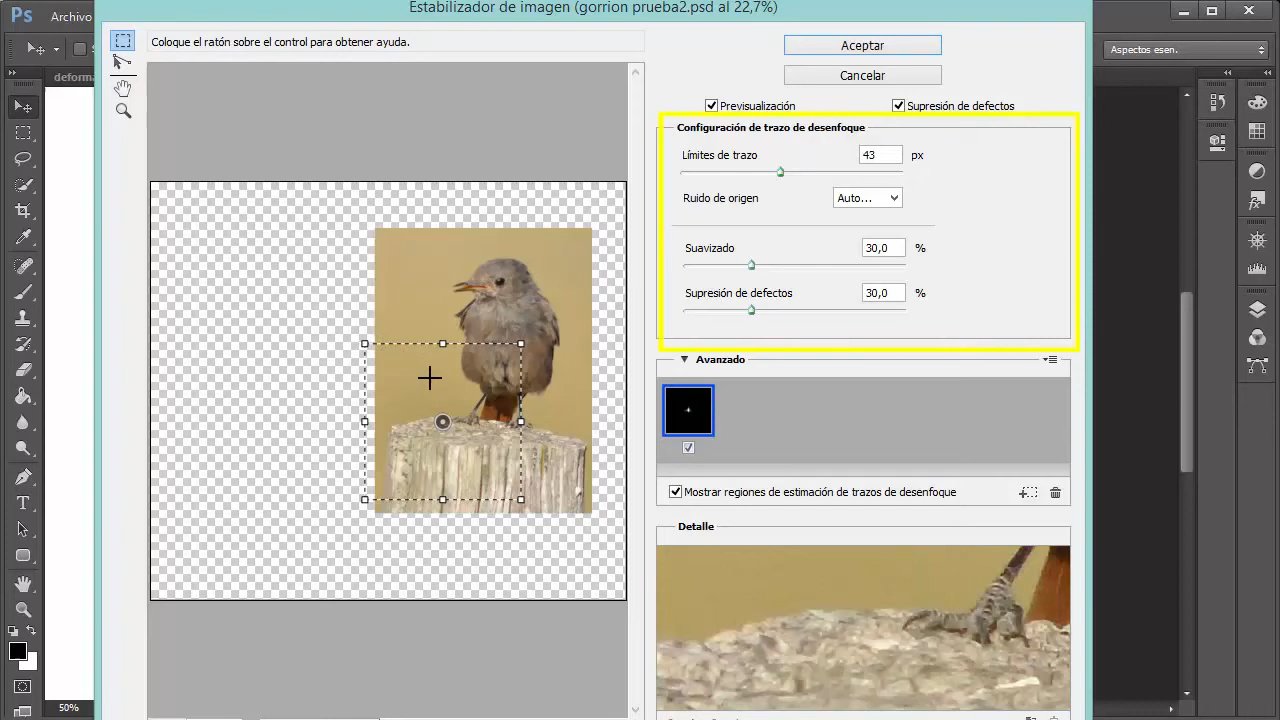 Estabilizador de imagen (gorrion prueba2.psd al 22,7%)
Ps
Archivo
Coloque el ratón sobre el control para obtener ayuda.
Aceptar
Cancelar
Aspectos esen.
deforma
Previsualización
Supresión de defectos
Configuración de trazo de desenfoque
Límites de trazo
43
px
Ruido de origen
Auto...
Suavizado
30,0
%
Supresión de defectos
30,0
%
Avanzado
Mostrar regiones de estimación de trazos de desenfoque
Detalle
T
50%